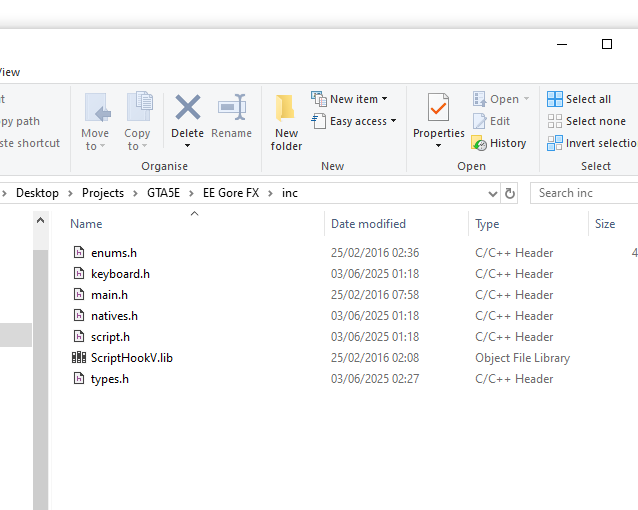 View
Move to
Copy to
Delete
Rename
New folder
New item
Easy access
Properties
Open
Edit
History
Select all
Select none
Invert selection
py path
ste shortcut
Organise
New
Open
Select
Desktop > Projects > GTA5E > EE Gore FX > inc
Search inc
Name Date modified Type Size
enums.h 25/02/2016 02:36 C/C++ Header 4
keyboard.h 03/06/2025 01:18 C/C++ Header
main.h 25/02/2016 07:58 C/C++ Header
natives.h 03/06/2025 01:18 C/C++ Header
script.h 03/06/2025 01:18 C/C++ Header
ScriptHookV.lib 25/02/2016 02:08 Object File Library
types.h 03/06/2025 02:27 C/C++ Header